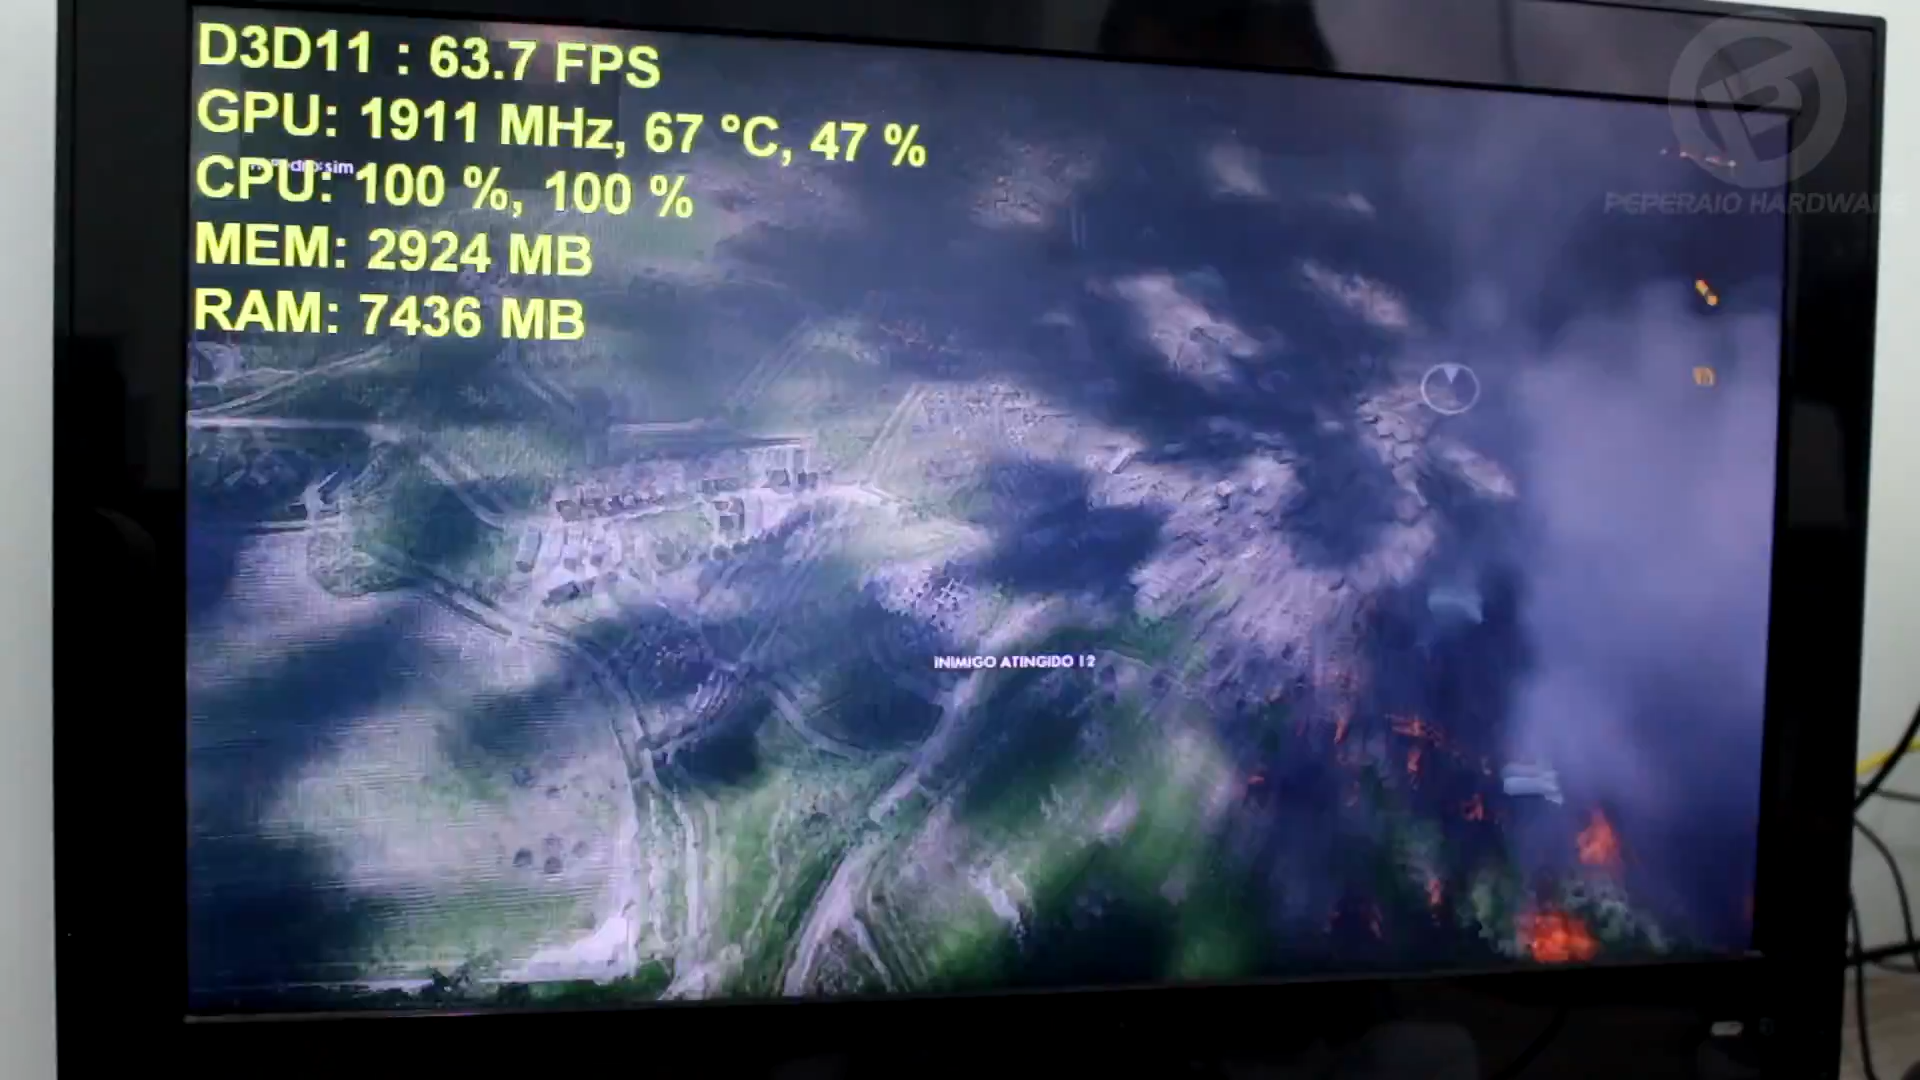 D3D11 : 63.7 FPS
GPU: 1911 MHz, 67 °C, 47 %
CPU: 100 %, 100 %
MEM: 2924 MB
RAM: 7436 MB
PEPERAIO HARDWARE
INIMIGO ATINGIDO 12